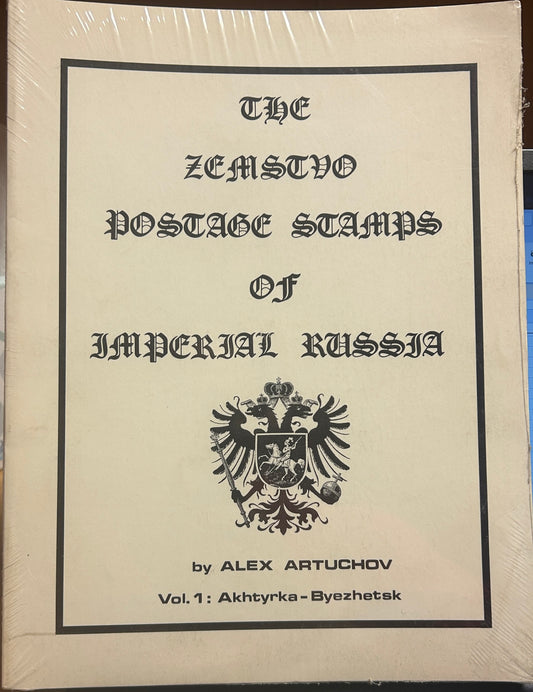 THE
ZEMSTVO
POSTAGE STAMPS
OF
IMPERIAL RUSSIA
by ALEX ARTUCHOV
Vol.1: Akhtyrka-Byezhetsk